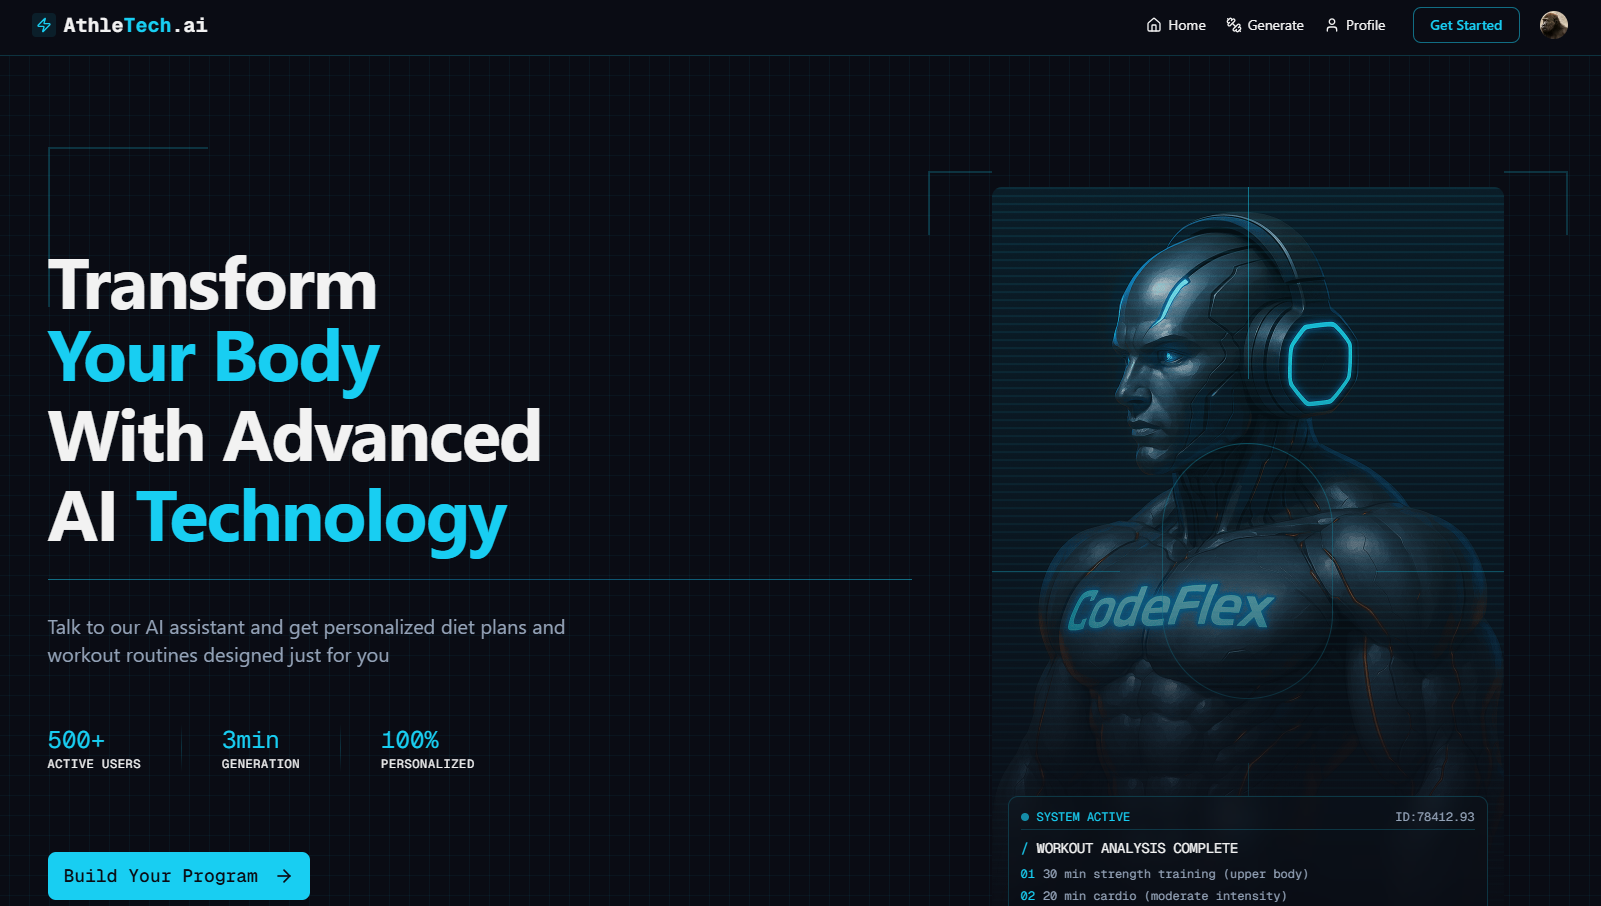 AthleTech.ai
Home
Generate
Profile
Get Started
Transform
Your Body
With Advanced
AI Technology
Talk to our AI assistant and get personalized diet plans and
workout routines designed just for you
500+
ACTIVE USERS
3min
GENERATION
100%
PERSONALIZED
Build Your Program →
CodeFlex
SYSTEM ACTIVE
ID:78412.93
/ WORKOUT ANALYSIS COMPLETE
01 30 min strength training (upper body)
02 20 min cardio (moderate intensity)